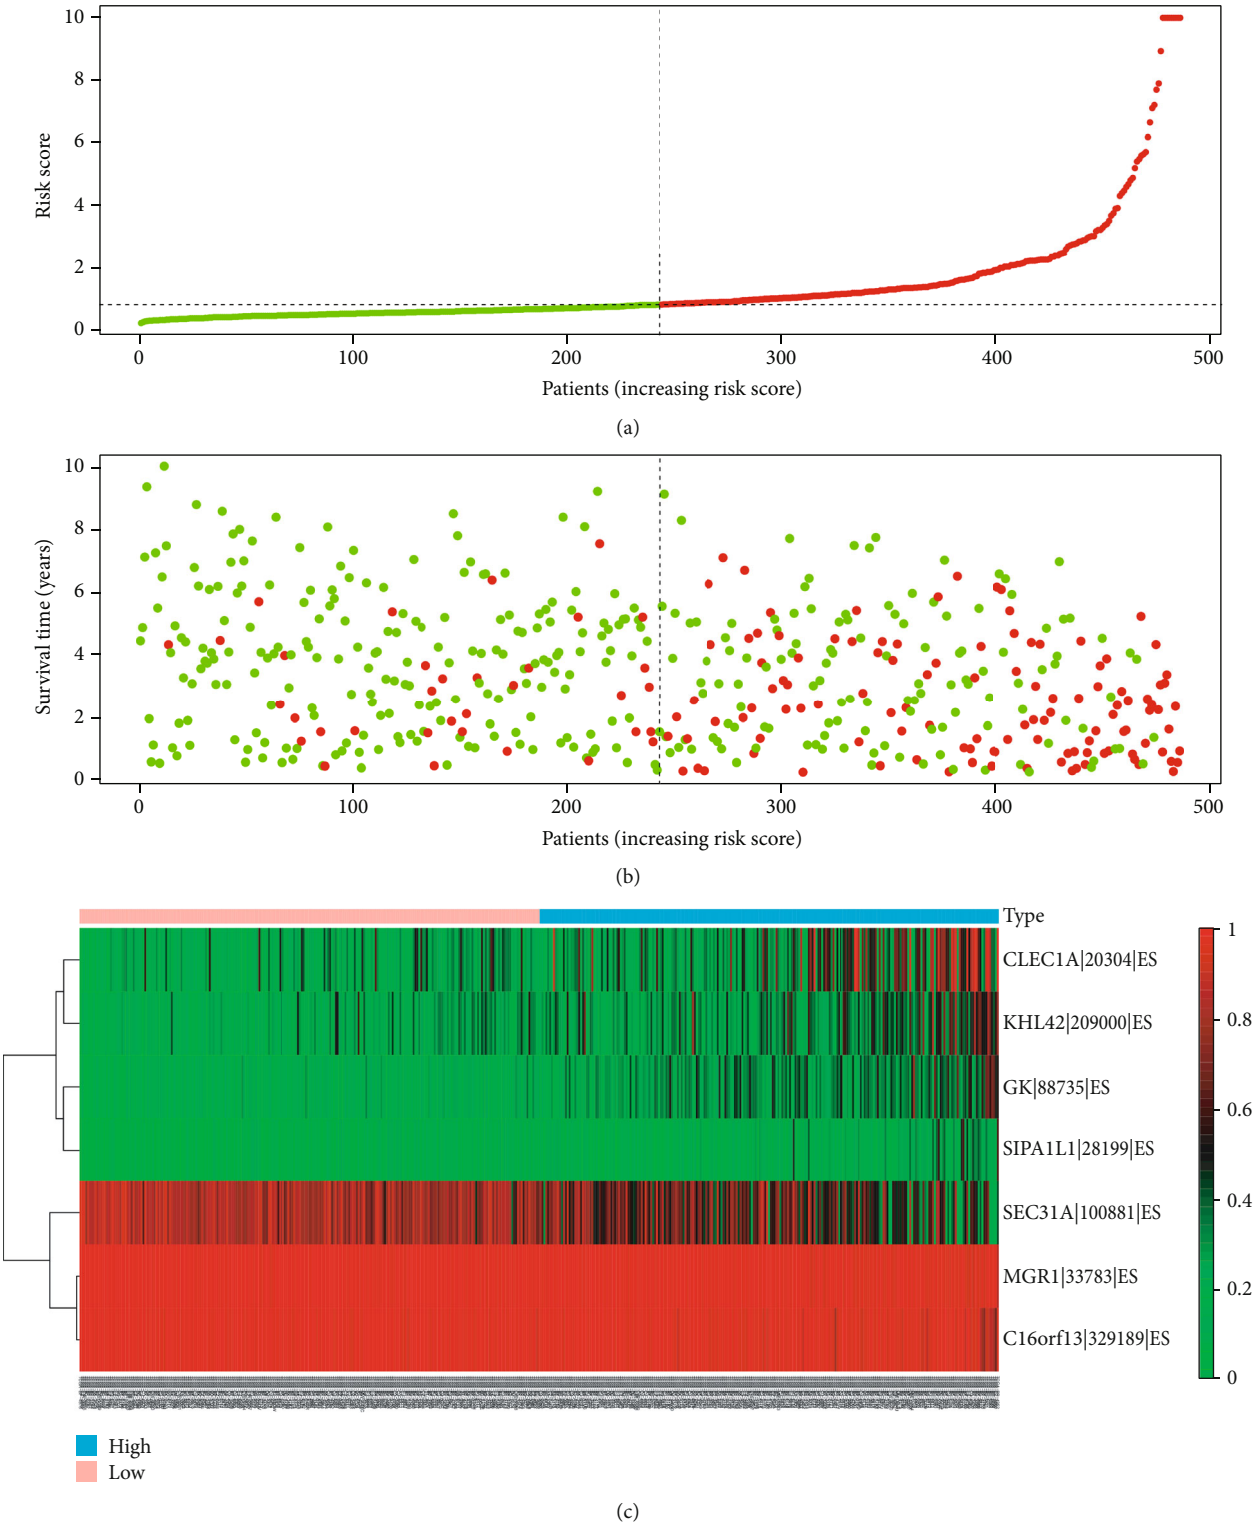 10
8
6
4
2
0
Risk score
0 100 200 300 400 500
Patients (increasing risk score)
(a)
10
8
6
4
2
0
Survival time (years)
0 100 200 300 400 500
Patients (increasing risk score)
(b)
Type
CLEC1A|20304|ES
KHL42|209000|ES
GK|88735|ES
SIPA1L1|28199|ES
SEC31A|100881|ES
MGR1|33783|ES
C16orf13|329189|ES
1
0.8
0.6
0.4
0.2
0
High
Low
(c)